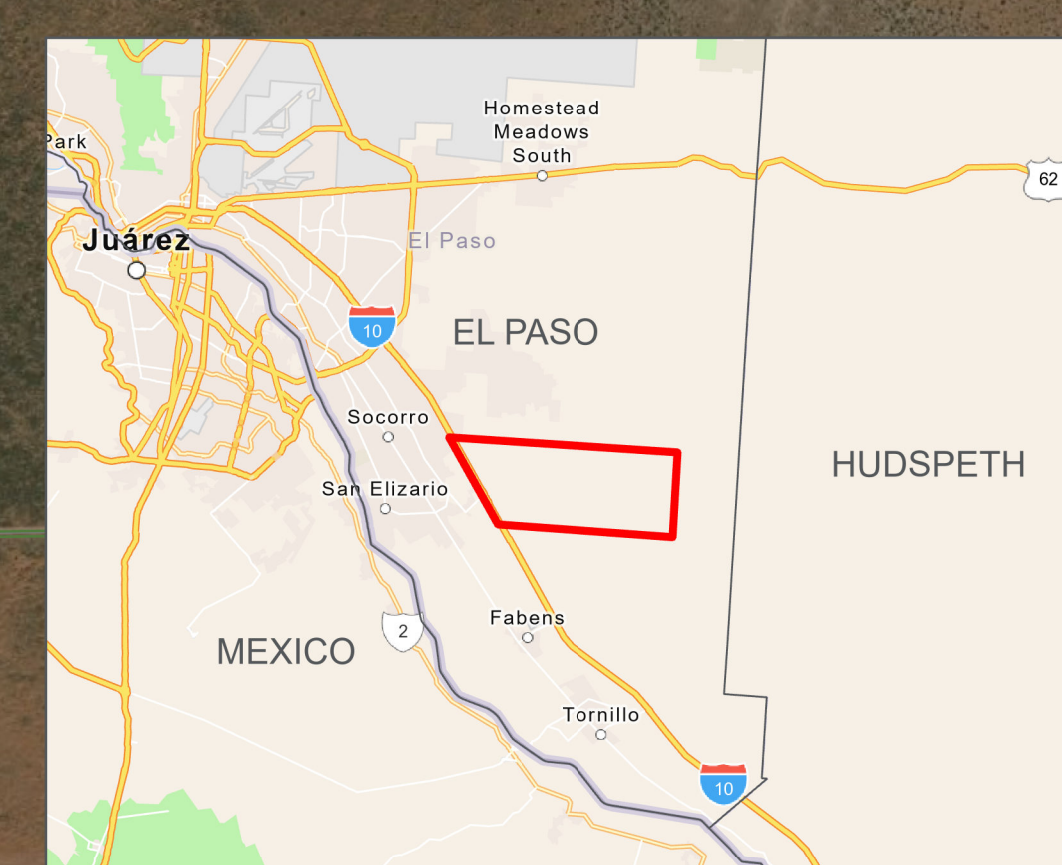 Homestead
Meadows
South
Park
62
Juárez
El Paso
10
EL PASO
Socorro
HUDSPETH
San Elizario
Fabens
2
MEXICO
Tornillo
10